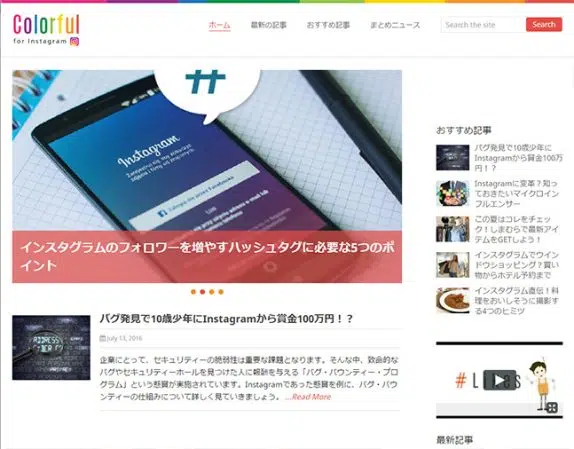 Colorful
for Instagram
ホーム
最新の記事
おすすめ記事
まとめニュース
Search the site
Search
#
Instagram
Zaloguj się przez Facebooka
インスタグラムのフォロワーを増やすハッシュタグに必要な5つのポ
イント
バグ発見で10歳少年にInstagramから賞金100万円！？
July 13, 2016
企業にとって、セキュリティーの脆弱性は重要な課題となります。そんな中、致命的な
バグやセキュリティーホールを見つけた人に報酬を与える「バグ・バウンティー・プ
ログラム」という懸賞が実施されています。Instagramであった懸賞を例に、バグ・バウ
ンティーの仕組みについて詳しく見ていきましょう。 ...Read More
おすすめ記事
バグ発見で10歳少年に
Instagramから賞金100万
円！？
Instagramに変革？知って
おきたいマイクロイン
フルエンサー
この夏はコレをチェッ
ク！しまむらで最新アイ
テムをGETしよう！
インスタグラムでウイン
ドウショッピング？買い
物からホテル予約まで
インスタグラム直伝！料
理をおいしそうに撮影す
る4つのヒミツ
最新記事